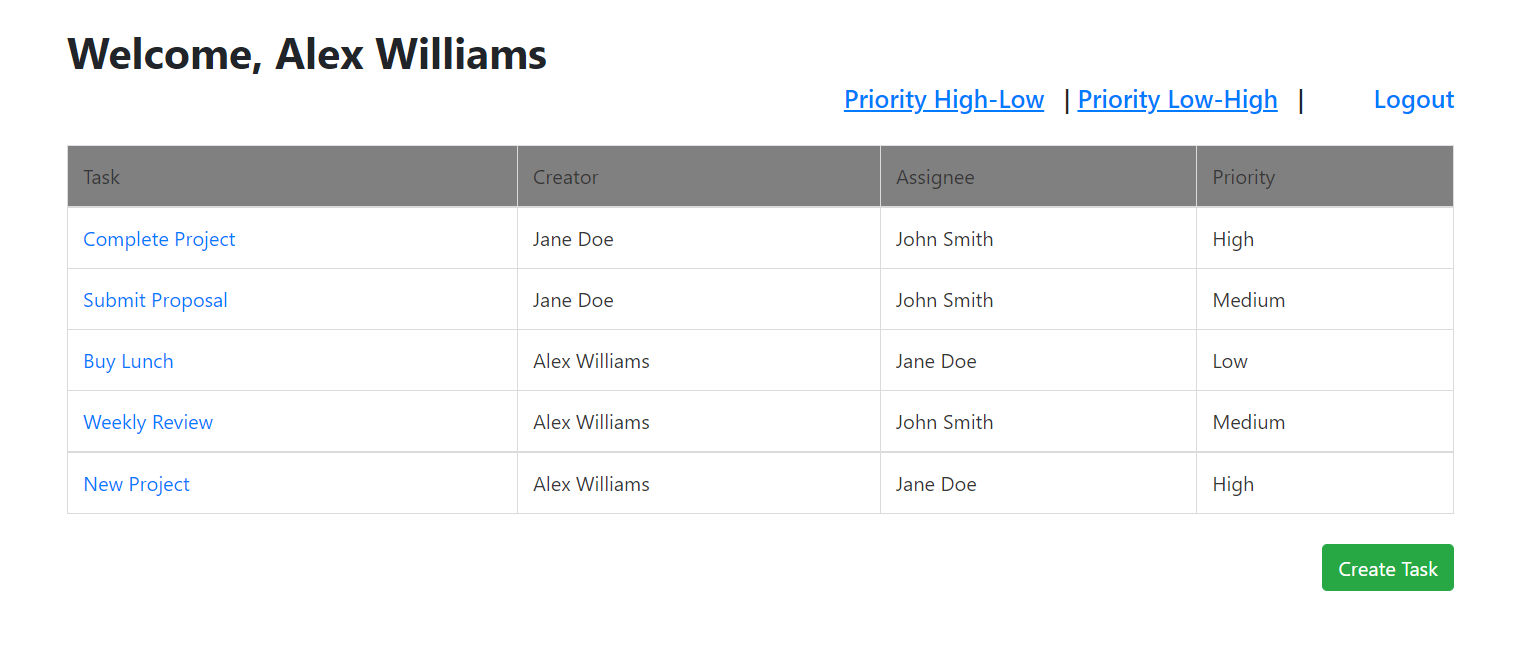 Welcome, Alex Williams
Priority High-Low | Priority Low-High | Logout
Task Creator Assignee Priority
Complete Project Jane Doe John Smith High
Submit Proposal Jane Doe John Smith Medium
Buy Lunch Alex Williams Jane Doe Low
Weekly Review Alex Williams John Smith Medium
New Project Alex Williams Jane Doe High
Create Task